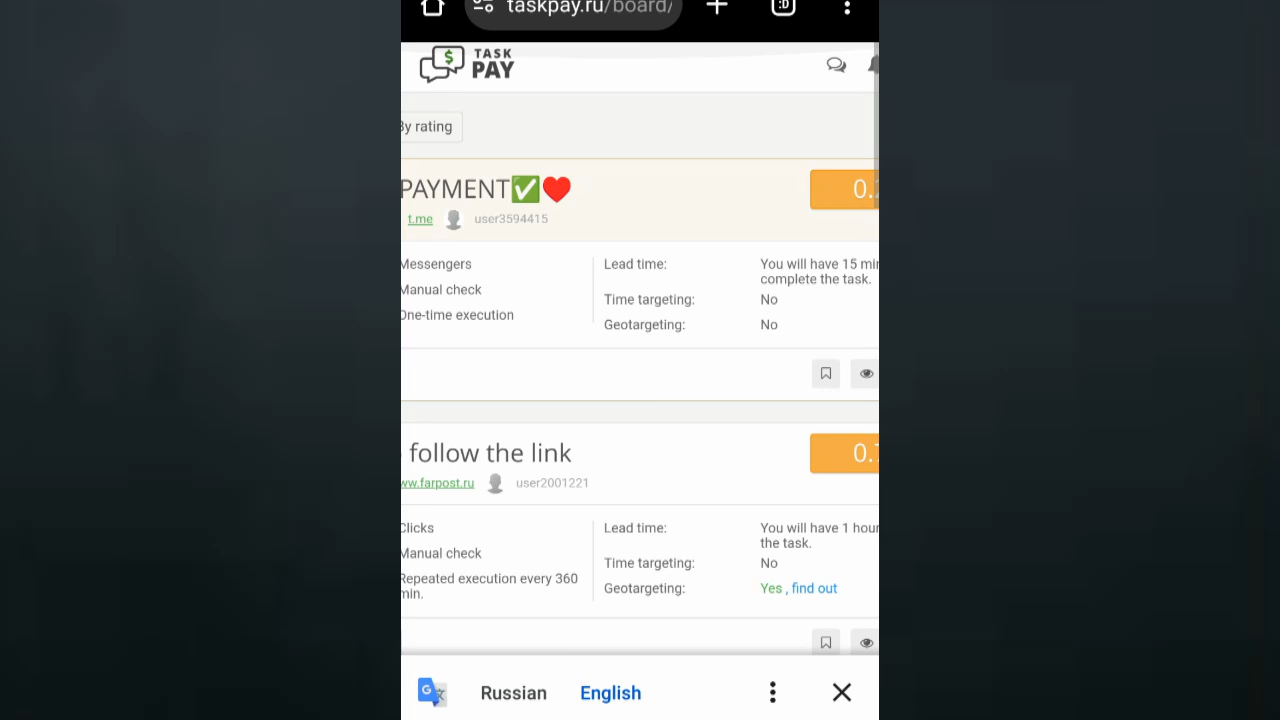 taskpay.ru/board/
:D
TASK
PAY
By rating
PAYMENT✅❤️
0.
t.me user3594415
Messengers
Manual check
One-time execution
Lead time: You will have 15 min
complete the task.
Time targeting: No
Geotargeting: No
follow the link
0.
ww.farpost.ru user2001221
Clicks
Manual check
Repeated execution every 360
min.
Lead time: You will have 1 hour
the task.
Time targeting: No
Geotargeting: Yes , find out
Russian English